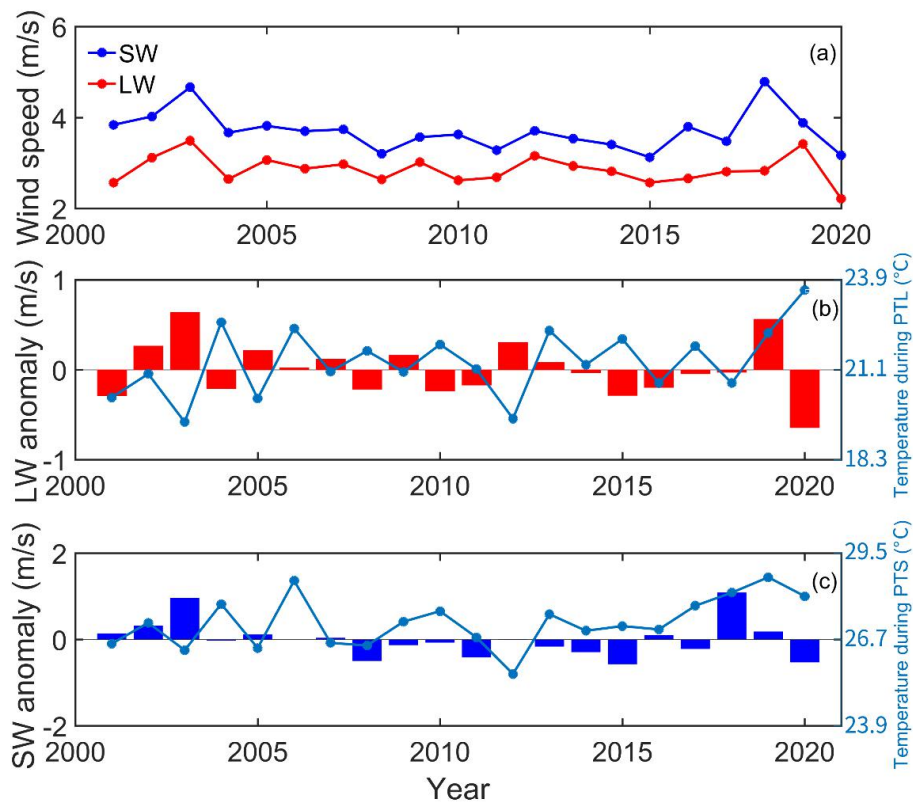 Wind speed (m/s)
6
4
2
SW
LW
(a)
2000 2005 2010 2015 2020
LW anomaly (m/s)
1
0
-1
(b)
23.9
21.1
18.3
Temperature during PTL (°C)
2000 2005 2010 2015 2020
SW anomaly (m/s)
2
0
-2
(c)
29.5
26.7
23.9
Temperature during PTS (°C)
2000 2005 2010 2015 2020
Year